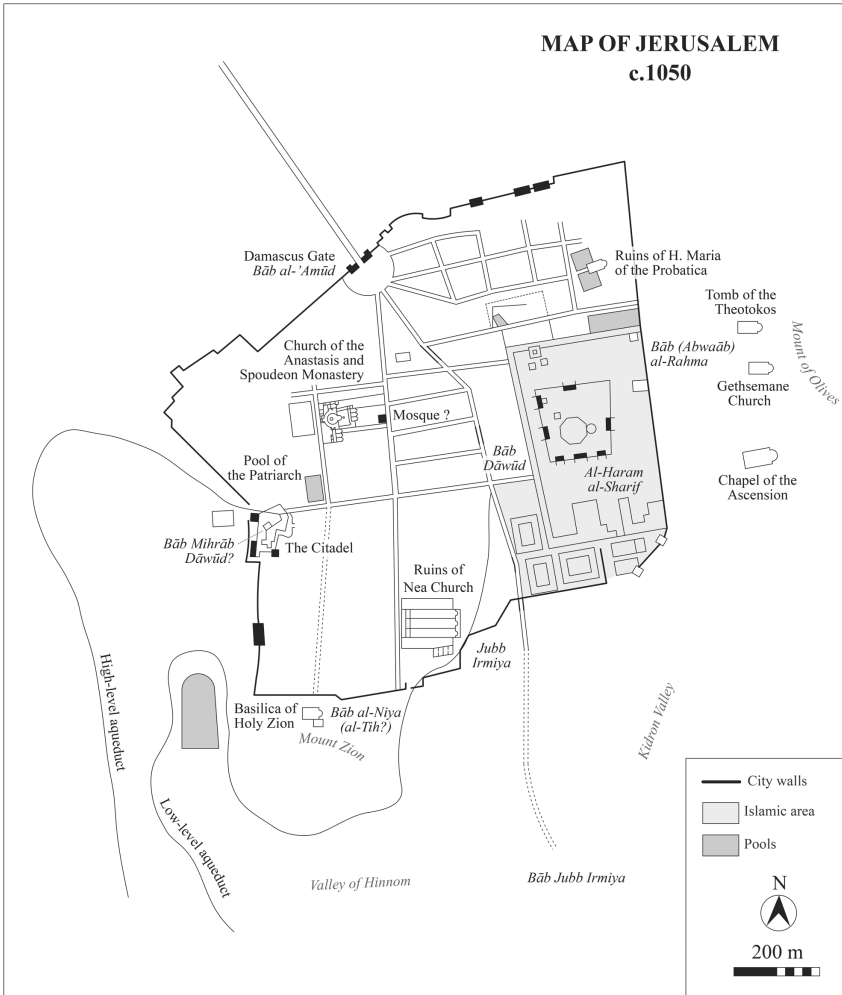 MAP OF JERUSALEM
c.1050
Damascus Gate
Bāb al-’Amūd
Ruins of H. Maria
of the Probatica
Tomb of the
Theotokos
Mount of Olives
Church of the
Anastasis and
Spoudeon Monastery
Bāb (Abwaāb)
al-Rahma
Gethsemane
Church
Mosque ?
Pool of
the Patriarch
Bāb
Dāwūd
Al-Haram
al-Sharif
Chapel of the
Ascension
Bāb Mihrāb
Dāwūd?
The Citadel
Ruins of
Nea Church
Jubb
Irmiya
High-level aqueduct
Basilica of
Holy Zion
Bāb al-Niya
(al-Tih?)
Mount Zion
Kidron Valley
Low-level aqueduct
Valley of Hinnom
Bāb Jubb Irmiya
City walls
Islamic area
Pools
N
200 m